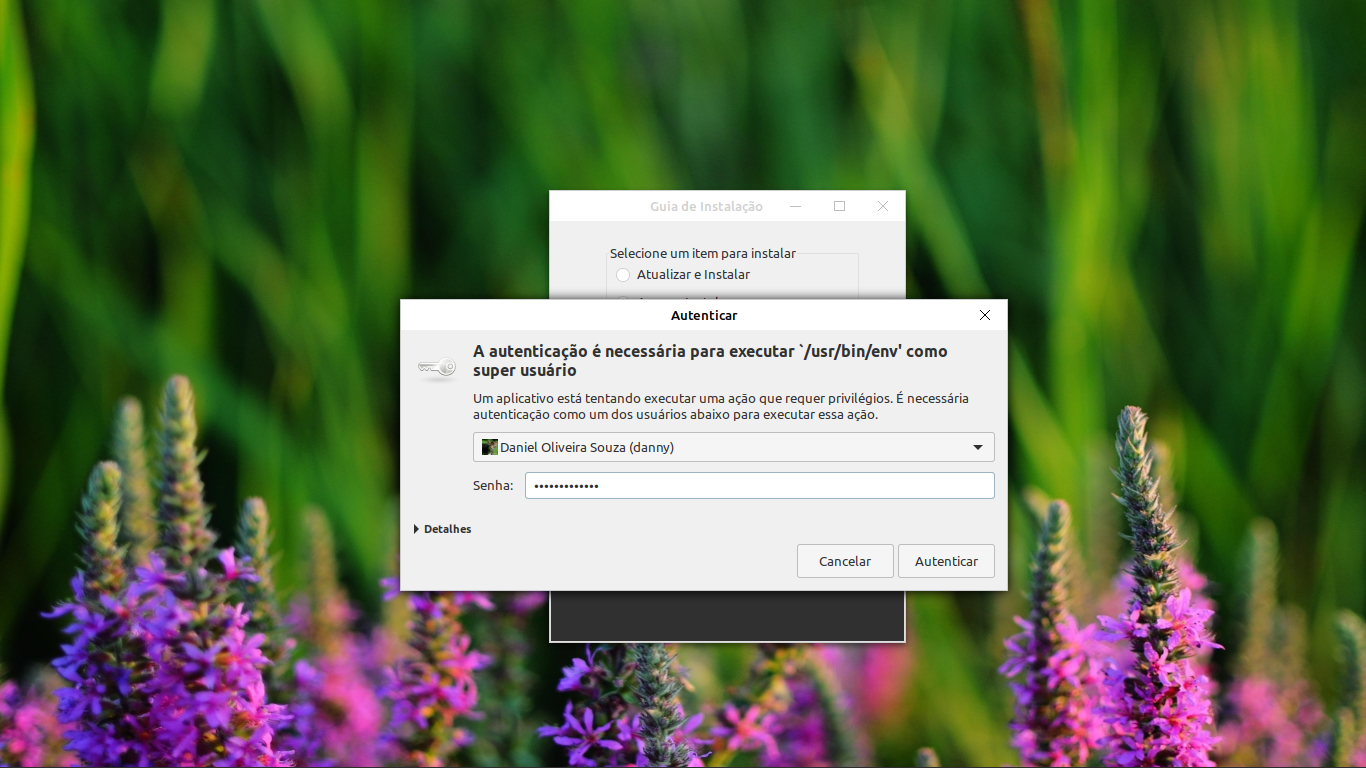 Guia de Instalação
Selecione um item para instalar
Atualizar e Instalar
Autenticar
A autenticação é necessária para executar `/usr/bin/env' como
super usuário
Um aplicativo está tentando executar uma ação que requer privilégios. É necessária
autenticação como um dos usuários abaixo para executar essa ação.
Daniel Oliveira Souza (danny)
Senha: •••••••••••••
Detalhes
Cancelar
Autenticar